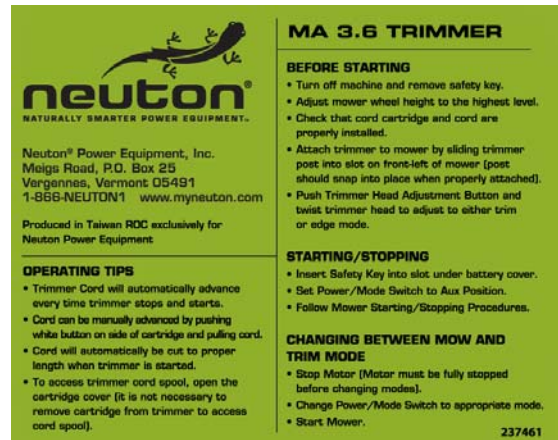 neuton®
NATURALLY SMARTER POWER EQUIPMENT™
Neuton® Power Equipment, Inc.
Meigs Road, P.O. Box 25
Vergennes, Vermont 05491
1-866-NEUTON1 www.myneuton.com
Produced in Taiwan ROC exclusively for
Neuton Power Equipment
OPERATING TIPS
• Trimmer Cord will automatically advance
every time trimmer stops and starts.
• Cord can be manually advanced by pushing
white button on side of cartridge and pulling cord.
• Cord will automatically be cut to proper
length when trimmer is started.
• To access trimmer cord spool, open the
cartridge cover (it is not necessary to
remove cartridge from trimmer to access
cord spool).
MA 3.6 TRIMMER
BEFORE STARTING
• Turn off machine and remove safety key.
• Adjust mower wheel height to the highest level.
• Check that cord cartridge and cord are
properly installed.
• Attach trimmer to mower by sliding trimmer
post into slot on front-left of mower (post
should snap into place when properly attached).
• Push Trimmer Head Adjustment Button and
twist trimmer head to adjust to either trim
or edge mode.
STARTING/STOPPING
• Insert Safety Key into slot under battery cover.
• Set Power/Mode Switch to Aux Position.
• Follow Mower Starting/Stopping Procedures.
CHANGING BETWEEN MOW AND
TRIM MODE
• Stop Motor (Motor must be fully stopped
before changing modes).
• Change Power/Mode Switch to appropriate mode.
• Start Mower.
237461